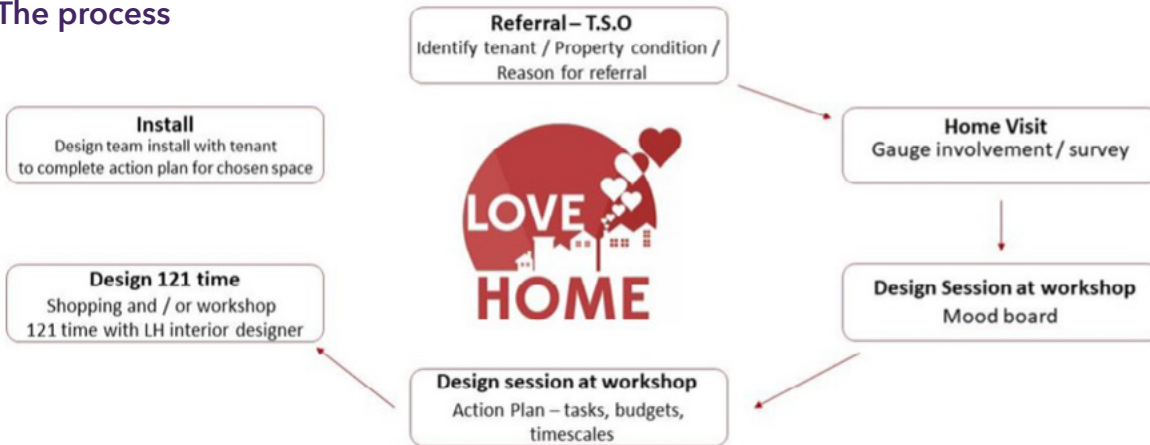 The process
Referral – T.S.O
Identify tenant / Property condition /
Reason for referral
Home Visit
Gauge involvement / survey
Design Session at workshop
Mood board
Design session at workshop
Action Plan – tasks, budgets,
timescales
Design 121 time
Shopping and / or workshop
121 time with LH interior designer
Install
Design team install with tenant
to complete action plan for chosen space
LOVE
HOME